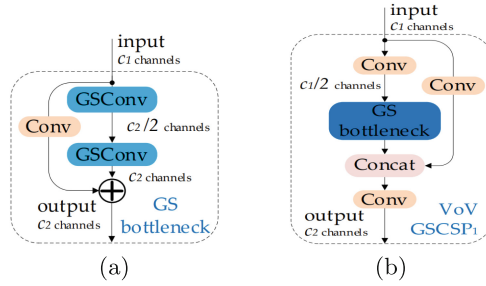 input
c1 channels
GSConv
Conv
c2/2 channels
GSConv
c2 channels
output
c2 channels
GS
bottleneck
(a)
input
c1 channels
Conv
c1/2 channels
Conv
GS
bottleneck
Concat
Conv
output
c2 channels
VoV
GSCSP1
(b)